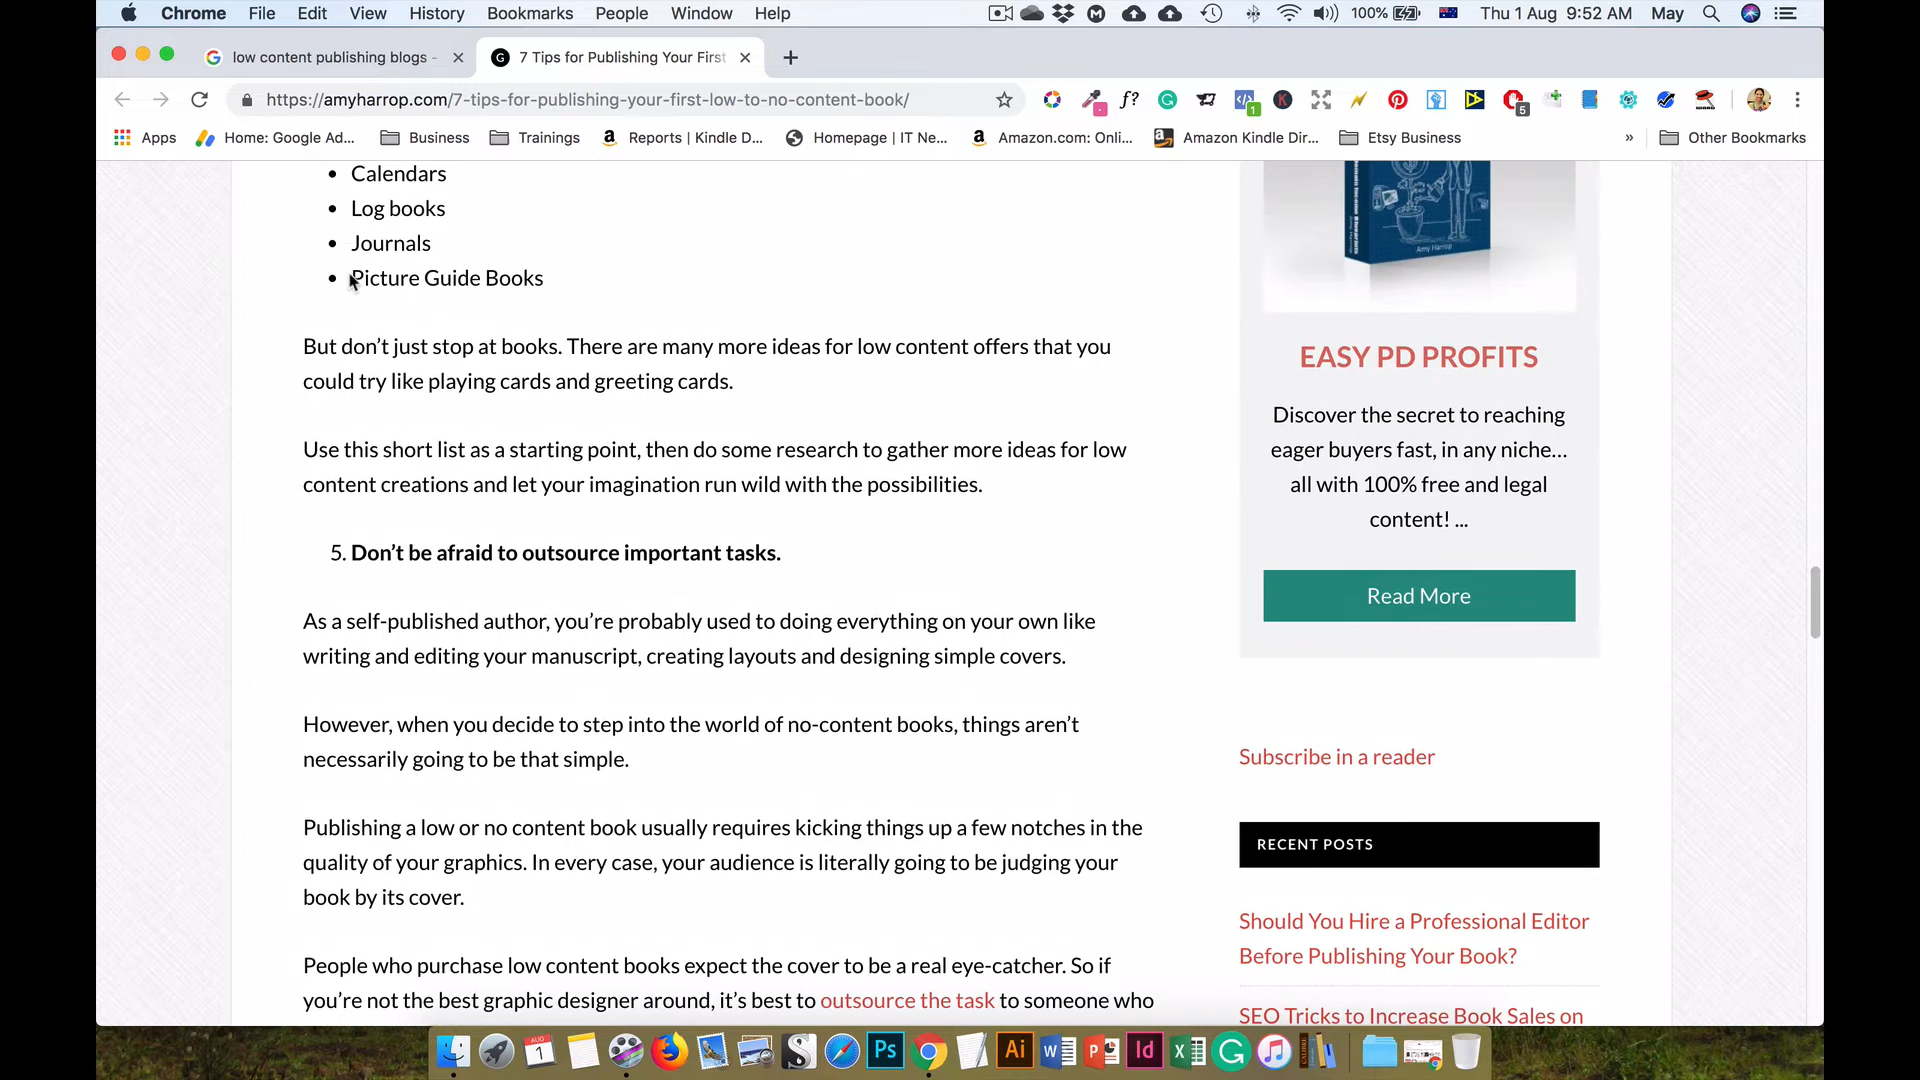 Chrome File Edit View History Bookmarks People Window Help 100% Thu 1 Aug 9:52 AM May
low content publishing blogs -
7 Tips for Publishing Your First
https://amyharrop.com/7-tips-for-publishing-your-first-low-to-no-content-book/
f?
1
5
Apps Home: Google Ad... Business Trainings Reports | Kindle D... Homepage | IT Ne... Amazon.com: Onli... Amazon Kindle Dir... Etsy Business » Other Bookmarks
• Calendars
• Log books
• Journals
• Picture Guide Books
But don’t just stop at books. There are many more ideas for low content offers that you
could try like playing cards and greeting cards.
Use this short list as a starting point, then do some research to gather more ideas for low
content creations and let your imagination run wild with the possibilities.
5. Don’t be afraid to outsource important tasks.
As a self-published author, you’re probably used to doing everything on your own like
writing and editing your manuscript, creating layouts and designing simple covers.
However, when you decide to step into the world of no-content books, things aren’t
necessarily going to be that simple.
Publishing a low or no content book usually requires kicking things up a few notches in the
quality of your graphics. In every case, your audience is literally going to be judging your
book by its cover.
People who purchase low content books expect the cover to be a real eye-catcher. So if
you’re not the best graphic designer around, it’s best to outsource the task to someone who
Amy Harrop
EASY PD PROFITS
Discover the secret to reaching
eager buyers fast, in any niche…
all with 100% free and legal
content! ...
Read More
Subscribe in a reader
RECENT POSTS
Should You Hire a Professional Editor
Before Publishing Your Book?
SEO Tricks to Increase Book Sales on
AUG
1
Ps
Ai
Id